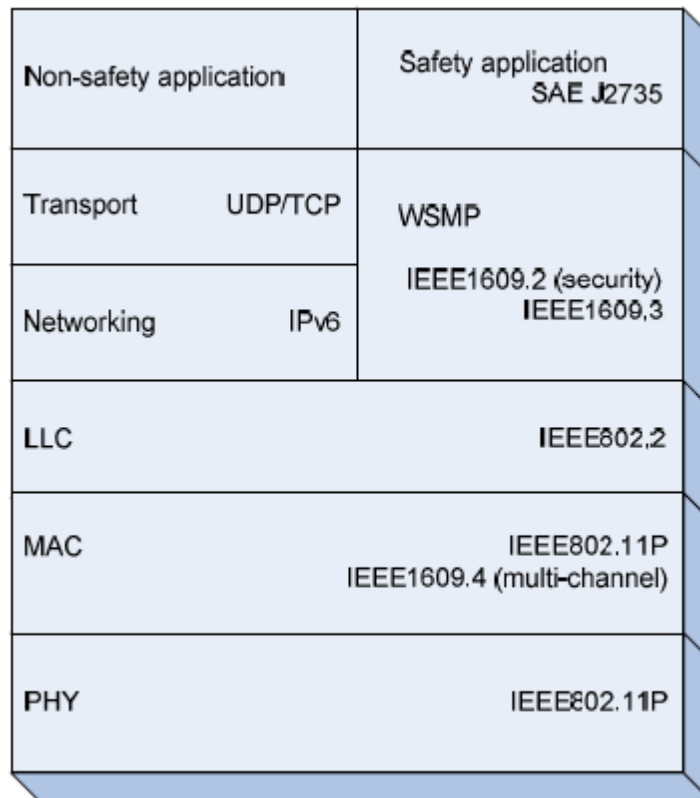 Non-safety application
Safety application
SAE J2735
Transport UDP/TCP
WSMP
IEEE1609.2 (security)
IEEE1609.3
Networking IPv6
LLC IEEE802.2
MAC IEEE802.11P
IEEE1609.4 (multi-channel)
PHY IEEE802.11P